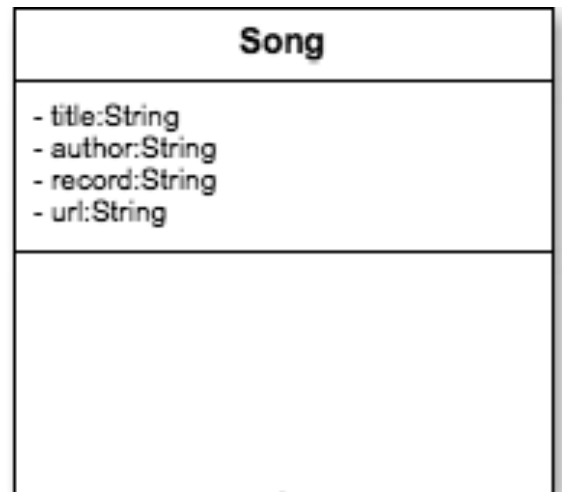 Song
- title:String
- author:String
- record:String
- url:String